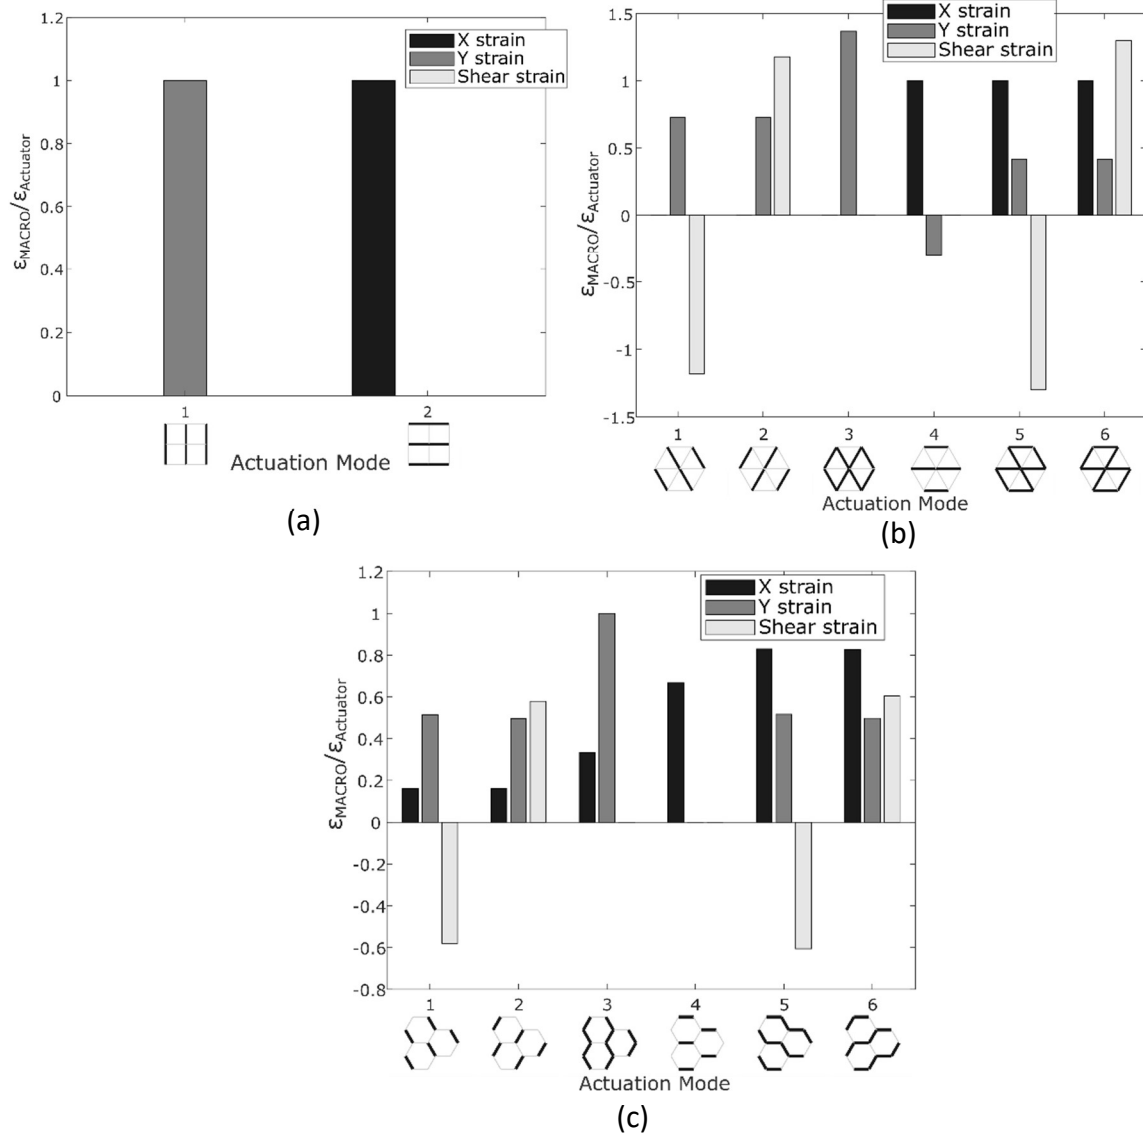 1.2
1
0.8
0.6
0.4
0.2
0
εMACRO/εActuator
X strain
Y strain
Shear strain
1 2
Actuation Mode
(a)
1.5
1
0.5
0
-0.5
-1
-1.5
εMACRO/εActuator
X strain
Y strain
Shear strain
1 2 3 4 5 6
Actuation Mode
(b)
1.2
1
0.8
0.6
0.4
0.2
0
-0.2
-0.4
-0.6
-0.8
εMACRO/εActuator
X strain
Y strain
Shear strain
1 2 3 4 5 6
Actuation Mode
(c)